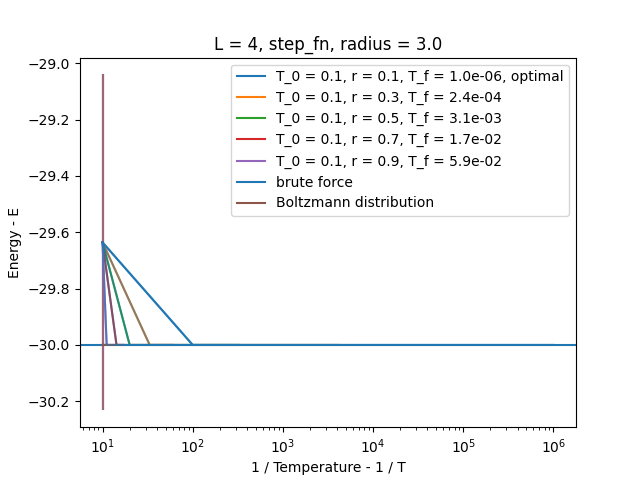 L = 4, step_fn, radius = 3.0
T_0 = 0.1, r = 0.1, T_f = 1.0e-06, optimal
T_0 = 0.1, r = 0.3, T_f = 2.4e-04
T_0 = 0.1, r = 0.5, T_f = 3.1e-03
T_0 = 0.1, r = 0.7, T_f = 1.7e-02
T_0 = 0.1, r = 0.9, T_f = 5.9e-02
brute force
Boltzmann distribution
Energy - E
−29.0
−29.2
−29.4
−29.6
−29.8
−30.0
−30.2
10¹ 10² 10³ 10⁴ 10⁵ 10⁶
1 / Temperature - 1 / T